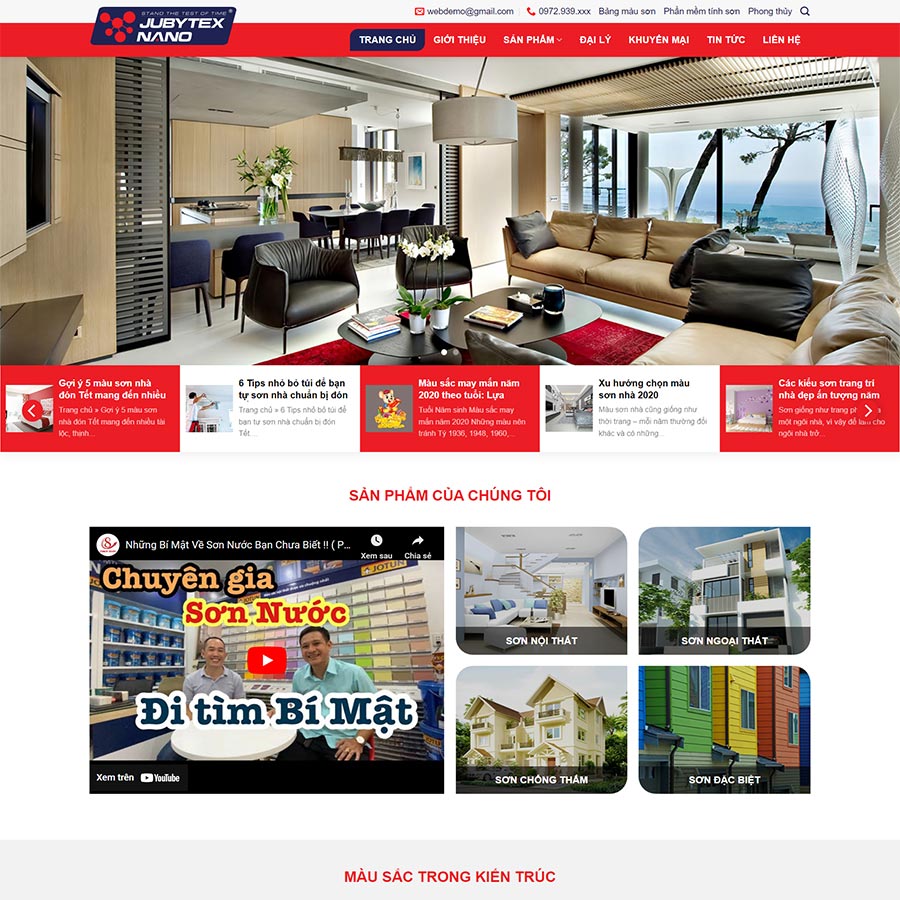 STAND THE TEST OF TIME
JUBYTEX
NANO
®
webdemo@gmail.com
0972.939.xxx
Bảng màu sơn
Phần mềm tính sơn
Phong thủy
TRANG CHỦ
GIỚI THIỆU
SẢN PHẨM
ĐẠI LÝ
KHUYẾN MẠI
TIN TỨC
LIÊN HỆ
Gợi ý 5 màu sơn nhà
đón Tết mang đến nhiều
Trang chủ » Gợi ý 5 màu sơn
nhà đón Tết mang đến nhiều tài
lộc, thịnh...
6 Tips nhỏ bỏ túi để bạn
tự sơn nhà chuẩn bị đón
Trang chủ » 6 Tips nhỏ bỏ túi để
bạn tự sơn nhà chuẩn bị đón
Tết ...
Màu sắc may mắn năm
2020 theo tuổi: Lựa
Tuổi Năm sinh Màu sắc may
mắn năm 2020 Những màu nên
tránh Tý 1936, 1948, 1960,...
Xu hướng chọn màu
sơn nhà 2020
Màu sơn nhà cũng giống như
thời trang – mỗi năm thường đổi
khác và có những...
Các kiểu sơn trang trí
nhà đẹp ấn tượng năm
Sơn giống như trang
một ngôi nhà, vì vậy để làm cho
ngôi nhà trở...
SẢN PHẨM CỦA CHÚNG TÔI
Những Bí Mật Về Sơn Nước Bạn Chưa Biết !! ( P...
Xem sau
Chia sẻ
JOTUN
Chuyên gia
Sơn Nước
Đi tìm Bí Mật
Xem trên YouTube
SƠN NỘI THẤT
SƠN NGOẠI THẤT
SƠN CHỐNG THẤM
SƠN ĐẶC BIỆT
MÀU SẮC TRONG KIẾN TRÚC